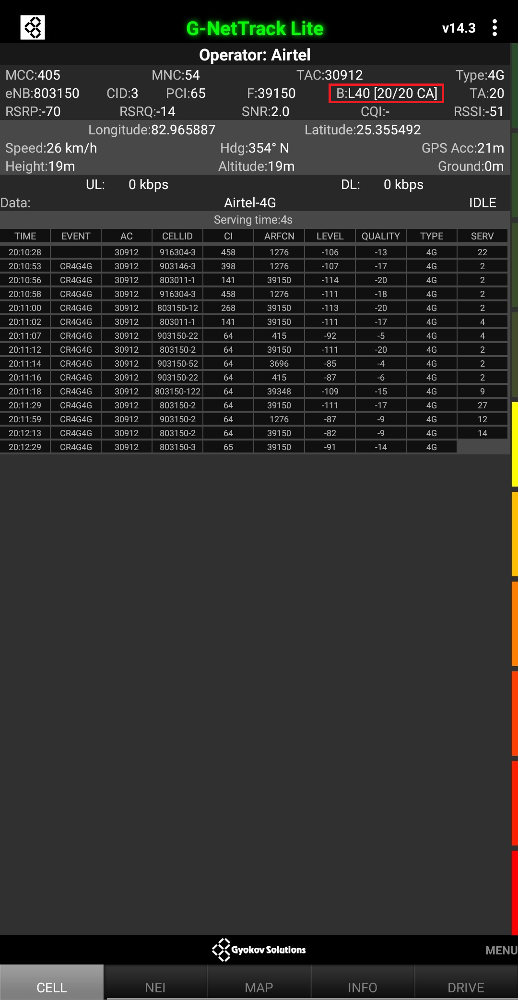 G-NetTrack Lite v14.3
Operator: Airtel
MCC:405 MNC:54 TAC:30912 Type:4G
eNB:803150 CID:3 PCI:65 F:39150 B:L40 [20/20 CA] TA:20
RSRP:-70 RSRQ:-14 SNR:2.0 CQI:- RSSI:-51
Longitude:82.965887 Latitude:25.355492
Speed:26 km/h Hdg:354° N GPS Acc:21m
Height:19m Altitude:19m Ground:0m
UL: 0 kbps DL: 0 kbps
Data: Airtel-4G IDLE
Serving time:4s
TIME EVENT AC CELLID CI ARFCN LEVEL QUALITY TYPE SERV
20:10:28 30912 916304-3 458 1276 -106 -13 4G 22
20:10:53 CR4G4G 30912 903146-3 398 1276 -107 -17 4G 2
20:10:56 CR4G4G 30912 803011-1 141 39150 -114 -20 4G 2
20:10:58 CR4G4G 30912 916304-3 458 1276 -111 -18 4G 2
20:11:00 CR4G4G 30912 803150-12 268 39150 -113 -20 4G 2
20:11:02 CR4G4G 30912 803011-1 141 39150 -111 -17 4G 4
20:11:07 CR4G4G 30912 903150-22 64 415 -92 -5 4G 4
20:11:12 CR4G4G 30912 803150-2 64 39150 -111 -20 4G 2
20:11:14 CR4G4G 30912 903150-52 64 3696 -85 -4 4G 2
20:11:16 CR4G4G 30912 903150-22 64 415 -87 -6 4G 2
20:11:18 CR4G4G 30912 803150-122 64 39348 -109 -15 4G 9
20:11:29 CR4G4G 30912 803150-2 64 39150 -111 -17 4G 27
20:11:59 CR4G4G 30912 903150-2 64 1276 -87 -9 4G 12
20:12:13 CR4G4G 30912 803150-2 64 39150 -82 -9 4G 14
20:12:29 CR4G4G 30912 803150-3 65 39150 -91 -14 4G
Gyokov Solutions MENU
CELL NEI MAP INFO DRIVE